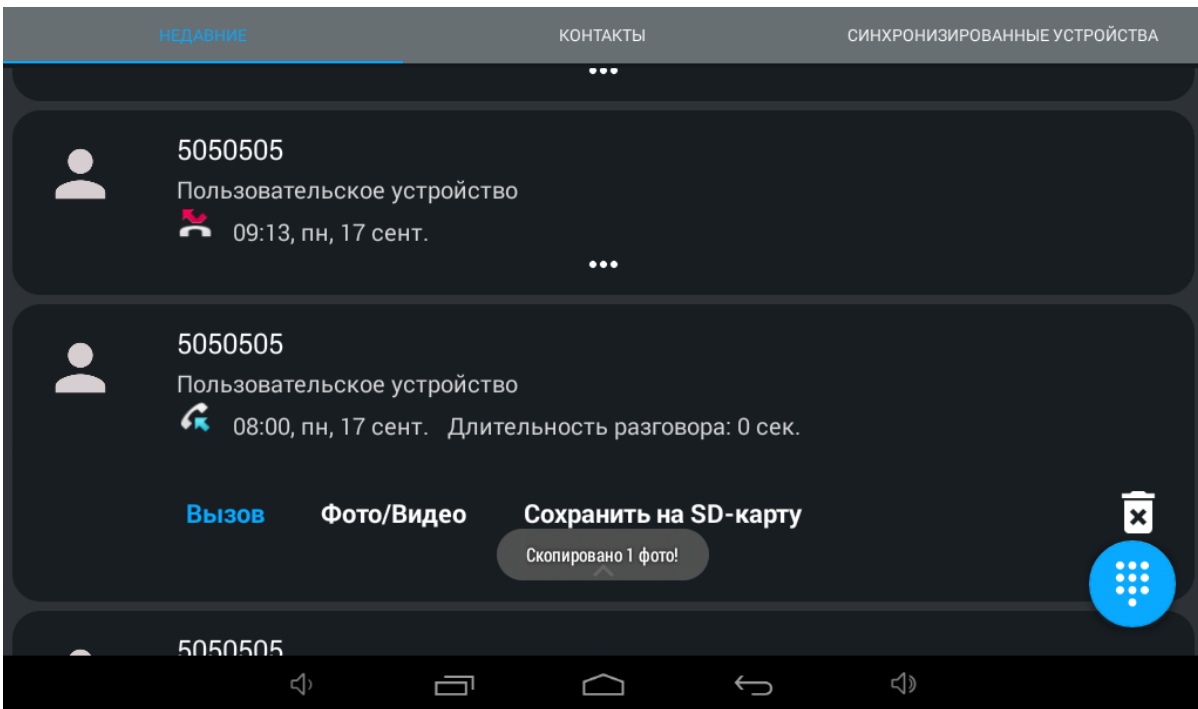 НЕДАВНИЕ КОНТАКТЫ СИНХРОНИЗИРОВАННЫЕ УСТРОЙСТВА
5050505
Пользовательское устройство
09:13, пн, 17 сент.
5050505
Пользовательское устройство
08:00, пн, 17 сент. Длительность разговора: 0 сек.
Вызов Фото/Видео Сохранить на SD-карту
Скопировано 1 фото!
5050505